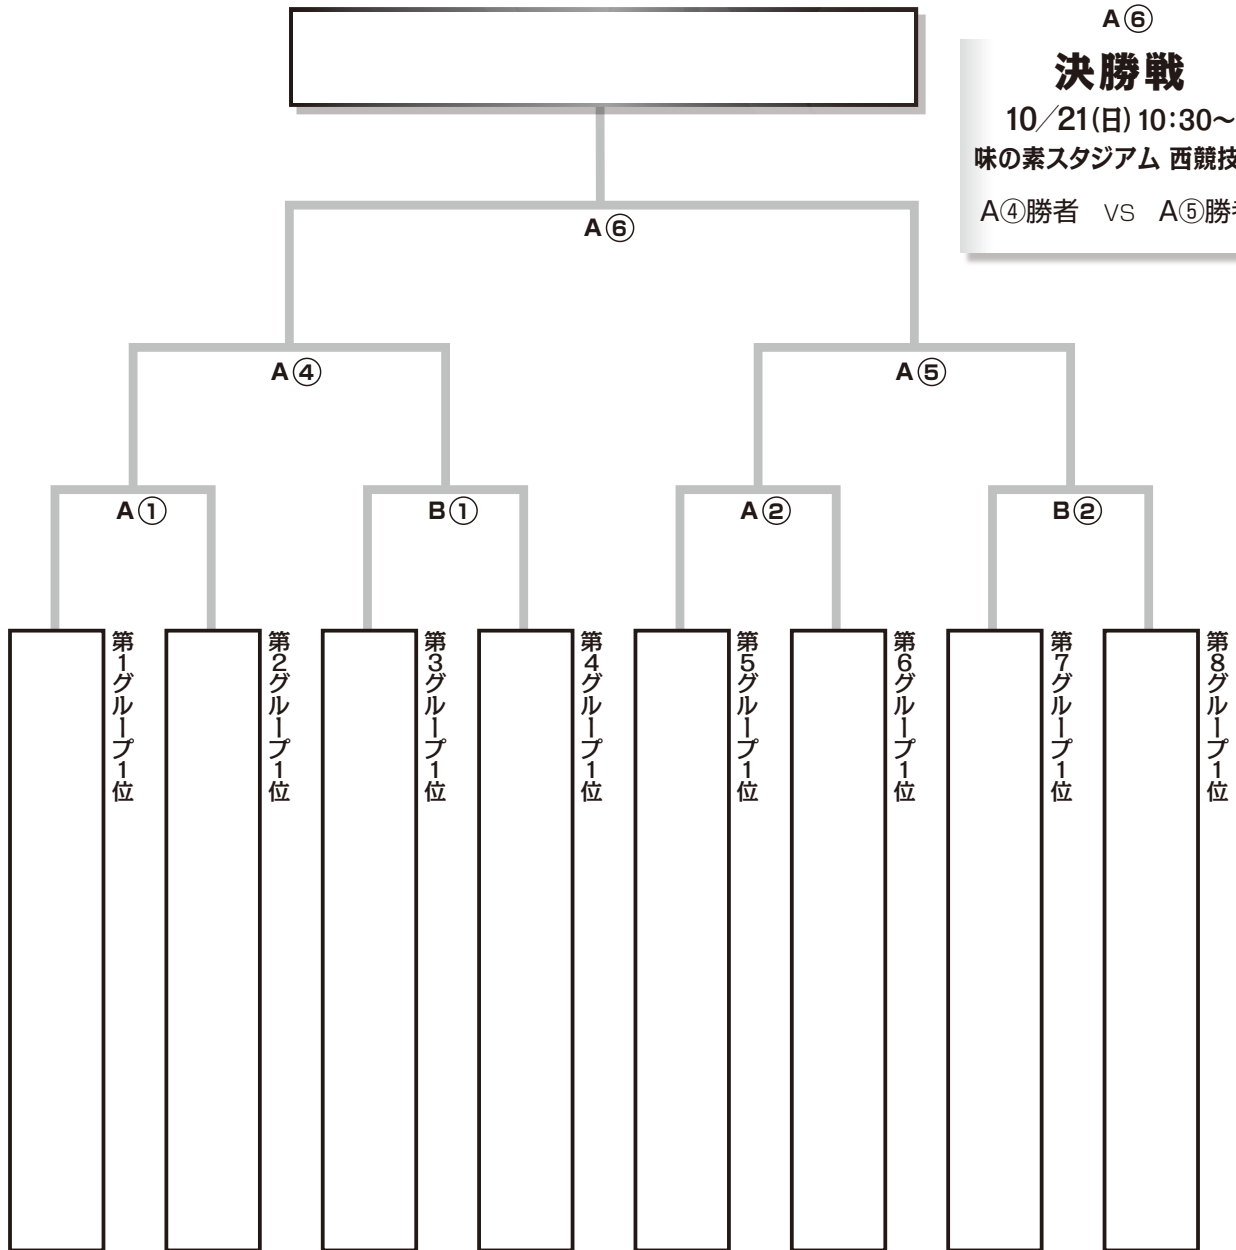 A⑥
決勝戦
10/21(日)10:30〜
味の素スタジアム 西競技
A④勝者 VS A⑤勝
A⑥
A④
A⑤
A①
B①
A②
B②
第1グループ1位
第2グループ1位
第3グループ1位
第4グループ1位
第5グループ1位
第6グループ1位
第7グループ1位
第8グループ1位